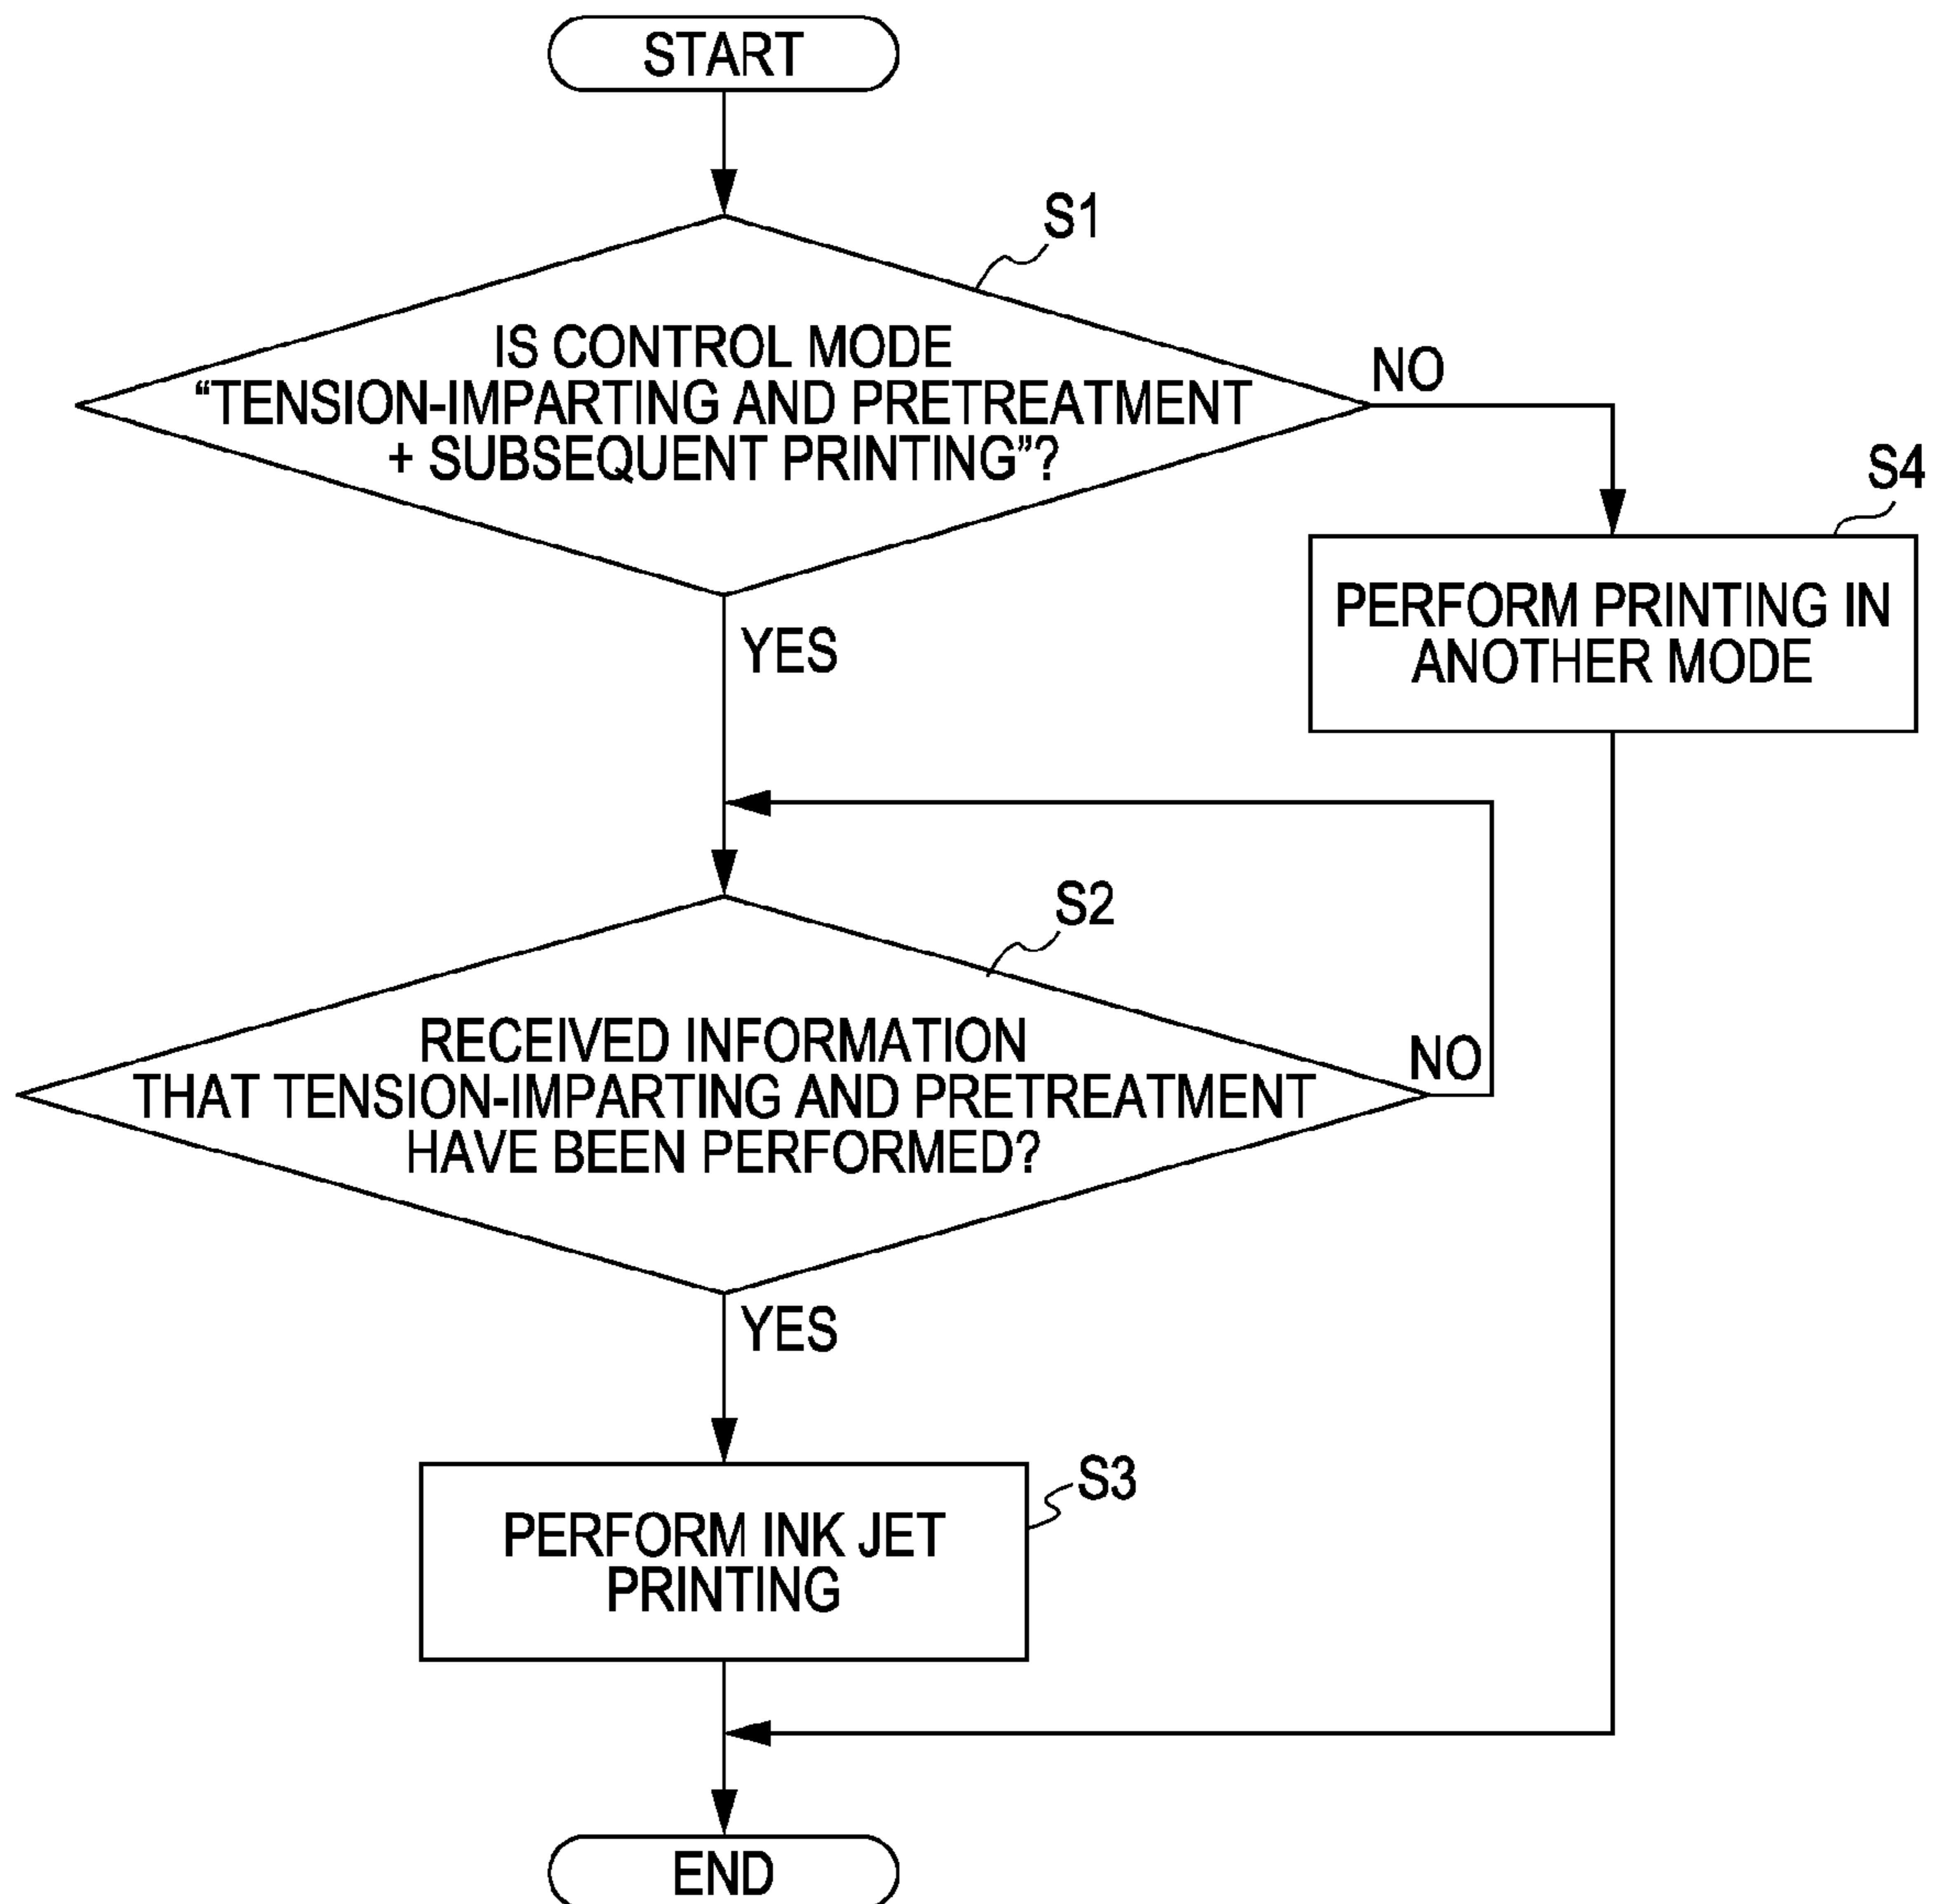 START
S1
IS CONTROL MODE
“TENSION-IMPARTING AND PRETREATMENT
+ SUBSEQUENT PRINTING”?
NO
S4
PERFORM PRINTING IN
ANOTHER MODE
YES
S2
RECEIVED INFORMATION
THAT TENSION-IMPARTING AND PRETREATMENT
HAVE BEEN PERFORMED?
NO
YES
S3
PERFORM INK JET
PRINTING
END